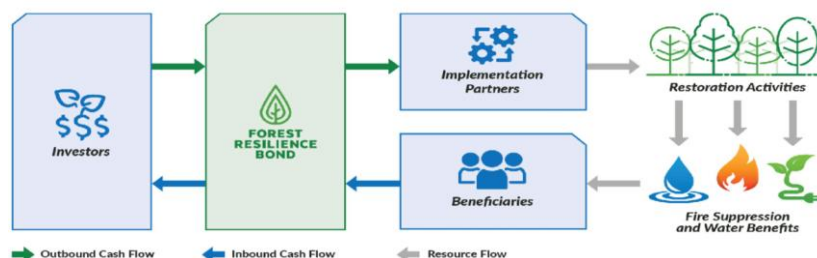 Investors
FOREST
RESILIENCE
BOND
Implementation
Partners
Restoration Activities
Beneficiaries
Fire Suppression
and Water Benefits
Outbound Cash Flow
Inbound Cash Flow
Resource Flow